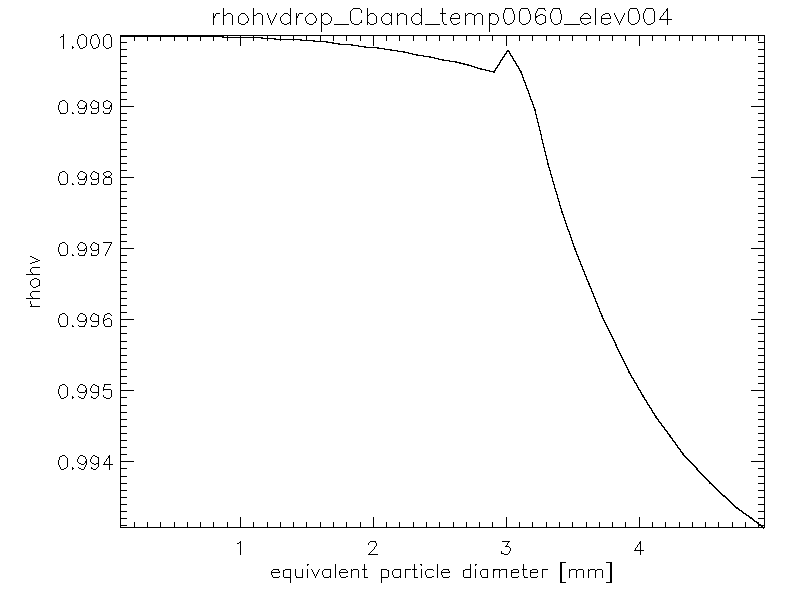 rhohvdrop_Cband_temp0060_elev004
1.000
0.999
0.998
0.997
0.996
0.995
0.994
rhohv
1 2 3 4
equivalent particle diameter [mm]